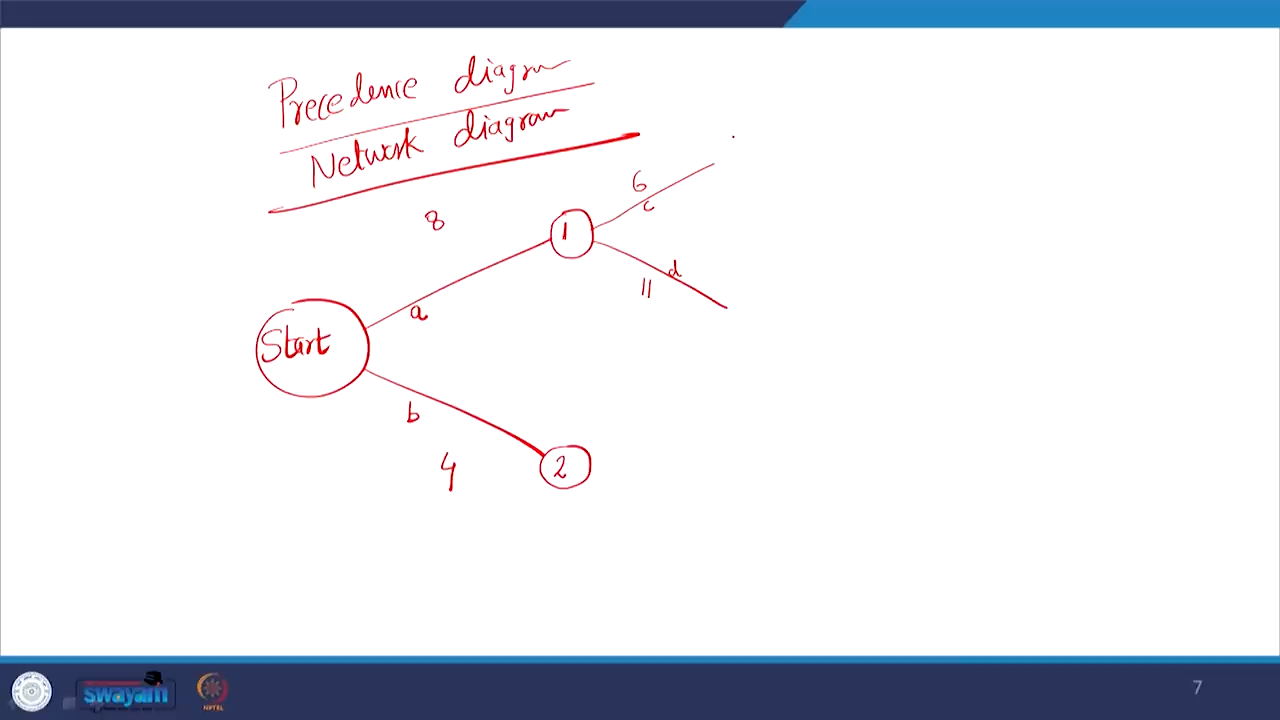 Precedence diagram
Network diagram
6
c
8
1
d
11
a
Start
b
4
2
swayam
NPTEL
7